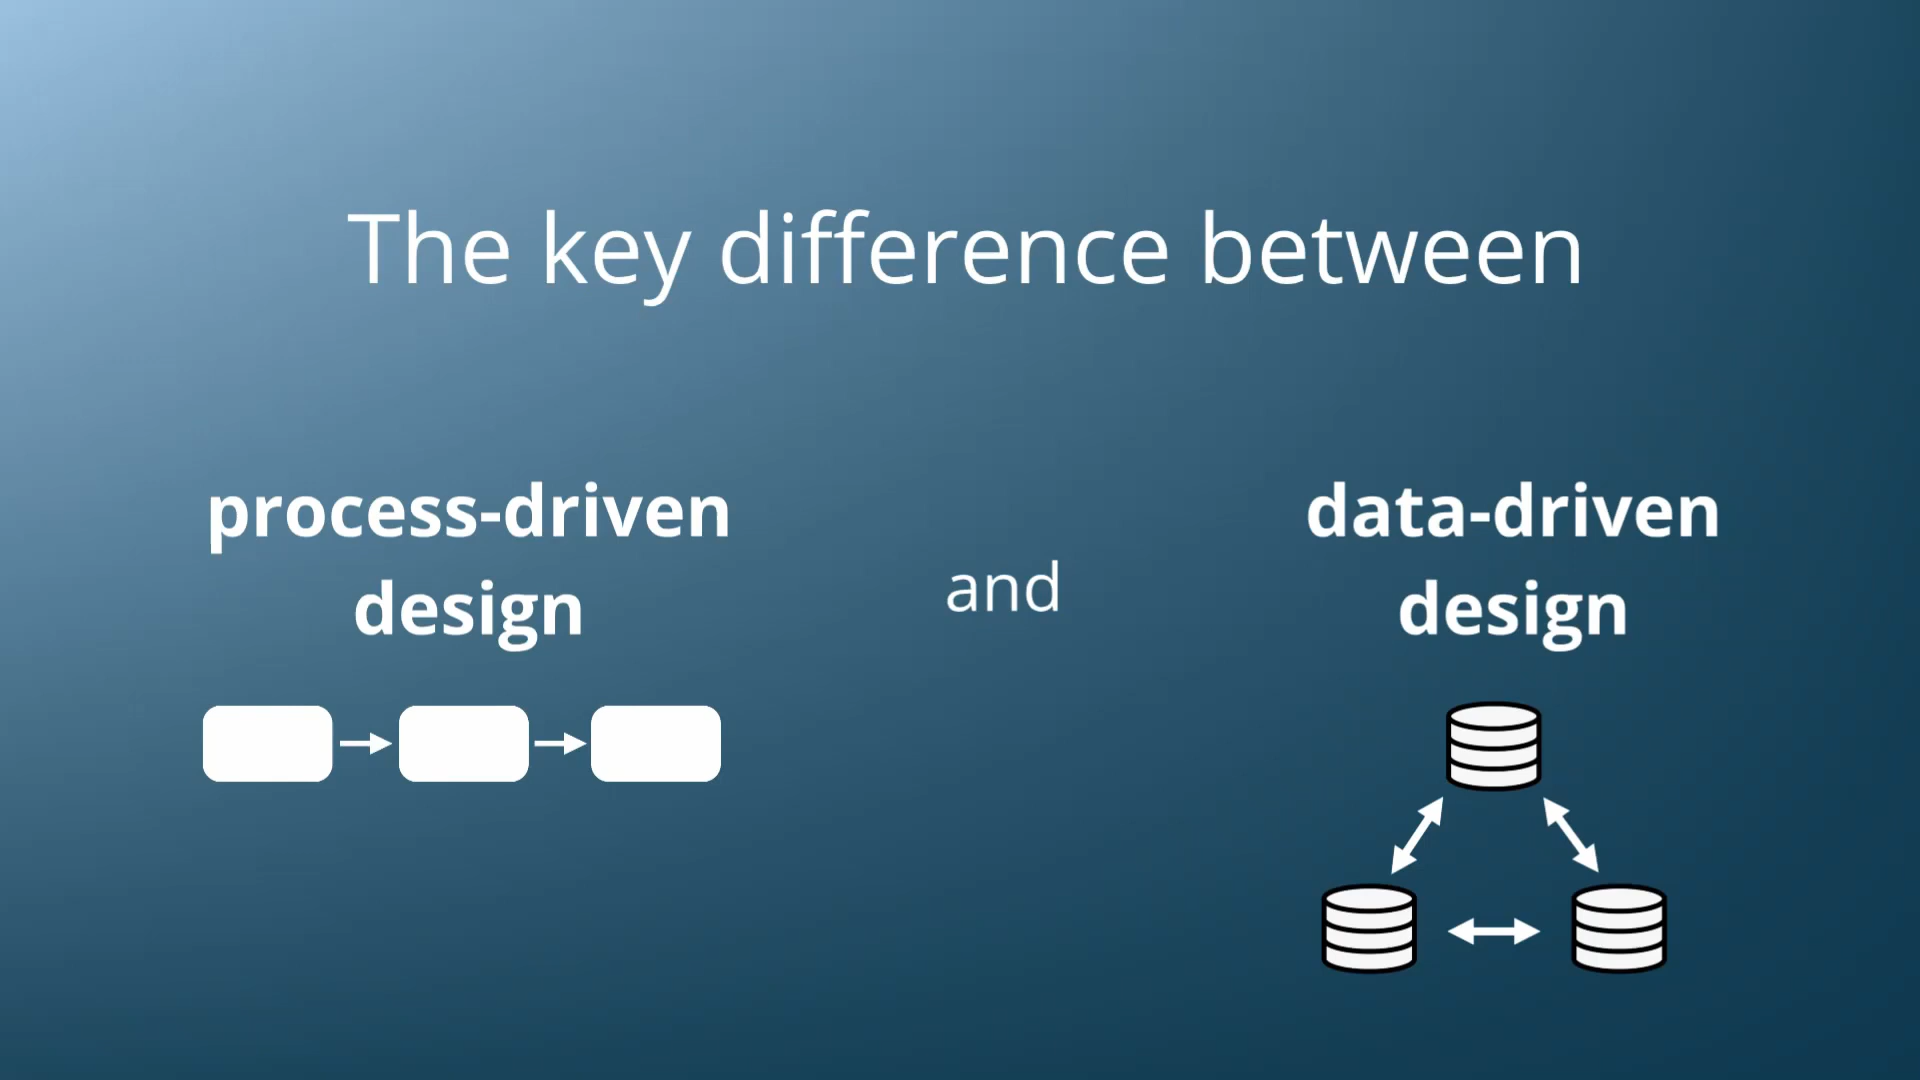 The key difference between
process-driven
design
and
data-driven
design